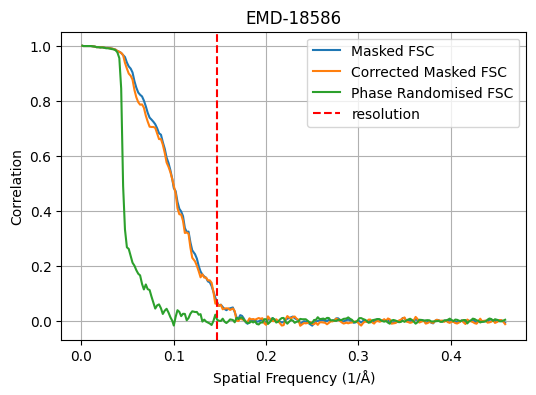 EMD-18586
Masked FSC
Corrected Masked FSC
Phase Randomised FSC
resolution
1.0
0.8
0.6
0.4
0.2
0.0
Correlation
0.0 0.1 0.2 0.3 0.4
Spatial Frequency (1/Å)